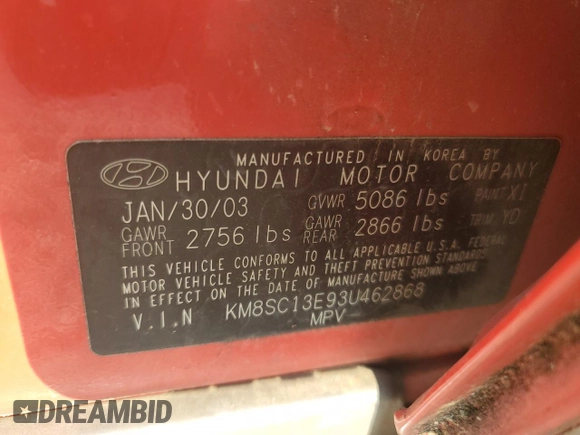 MANUFACTURED IN KOREA BY
HYUNDAI MOTOR COMPANY
JAN/30/03 GVWR 5086 lbs PAINT XI
GAWR FRONT 2756 lbs GAWR REAR 2866 lbs TRIM YD
THIS VEHICLE CONFORMS TO ALL APPLICABLE U.S.A. FEDERAL
MOTOR VEHICLE SAFETY AND THEFT PREVENTION STANDARDS
IN EFFECT ON THE DATE OF MANUFACTURE SHOWN ABOVE.
V.I.N KM8SC13E93U462868
MPV
DREAMBID